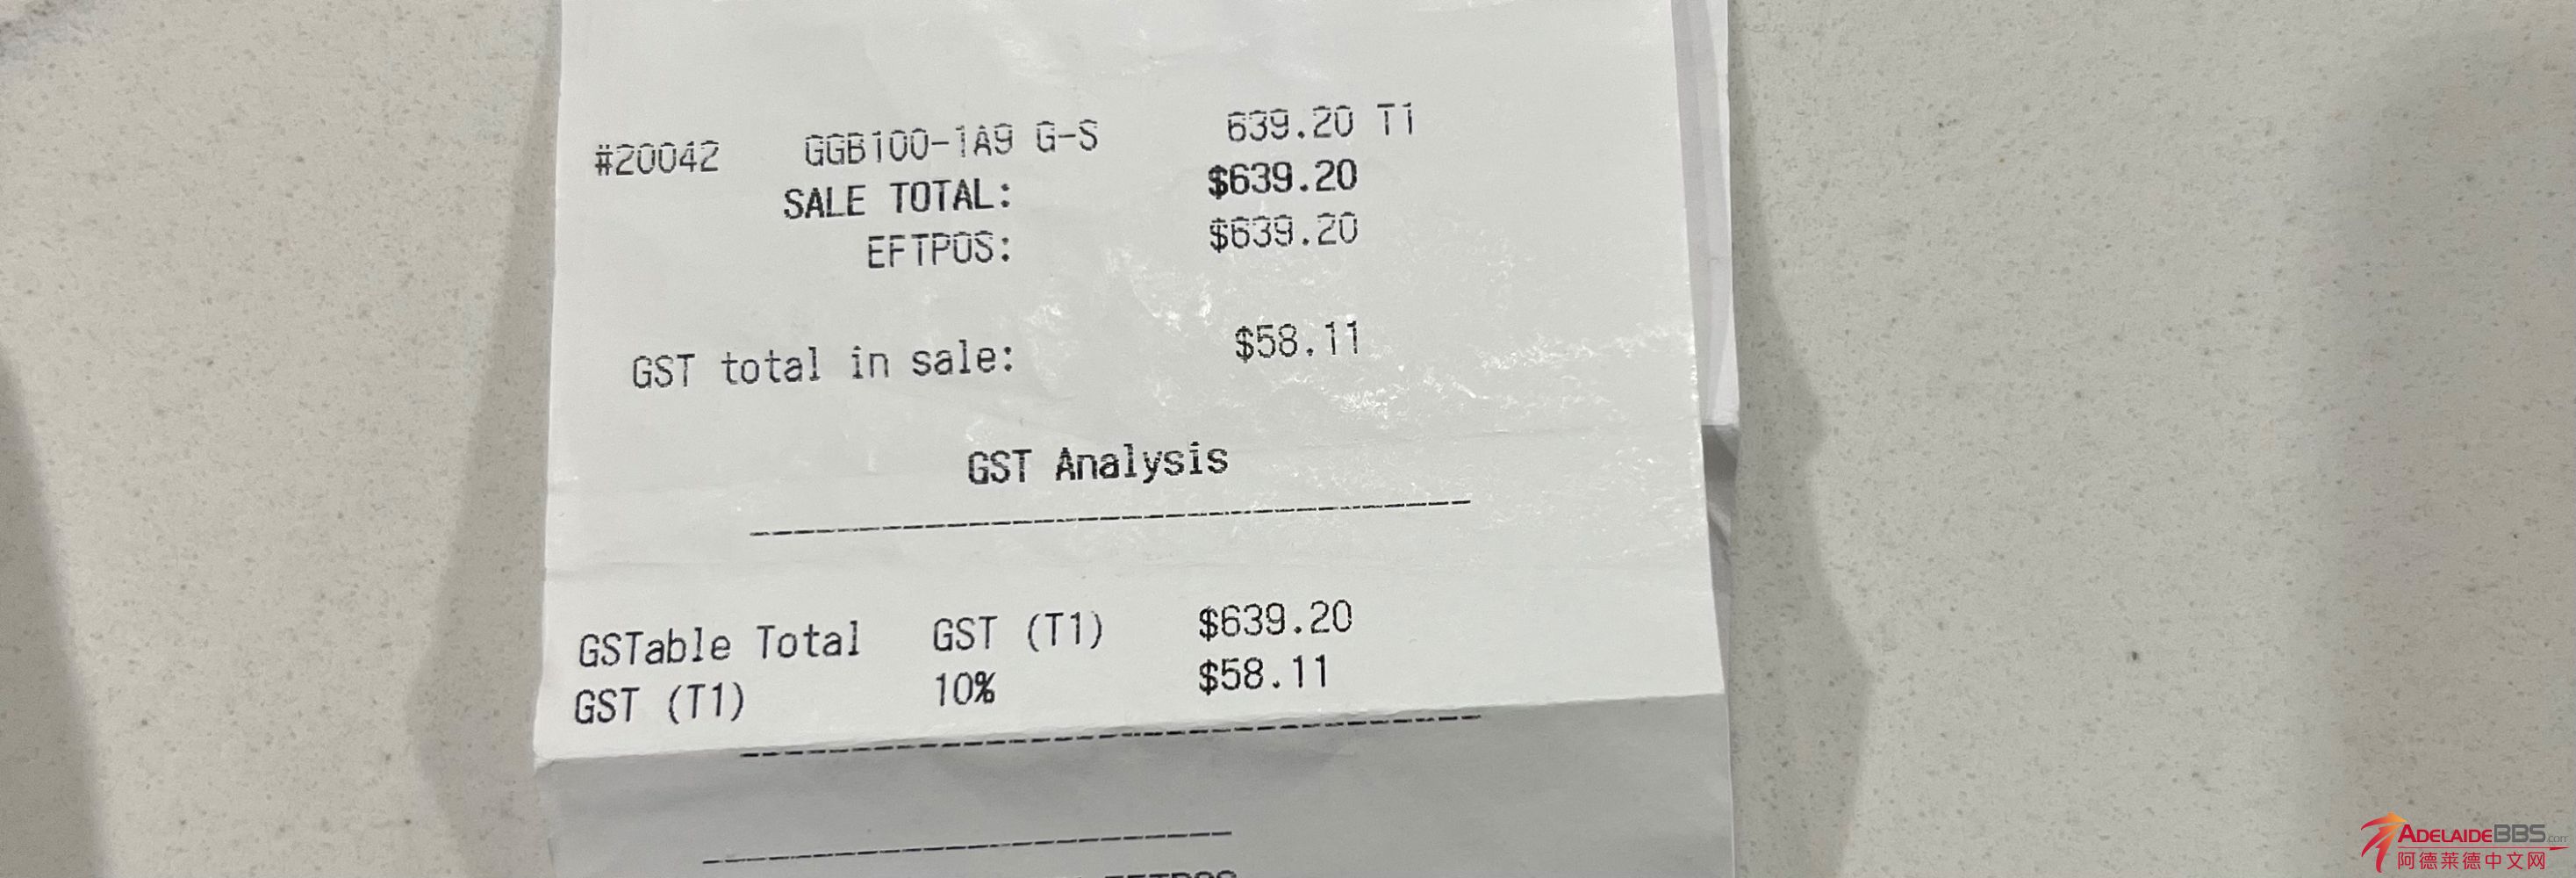 #20042 GGB100-1A9 G-S 639.20 T1
SALE TOTAL: $639.20
EFTPOS: $639.20
GST total in sale: $58.11
GST Analysis
GSTable Total GST (T1) $639.20
GST (T1) 10% $58.11
ADELAIDEBBS.com
阿德莱德中文网